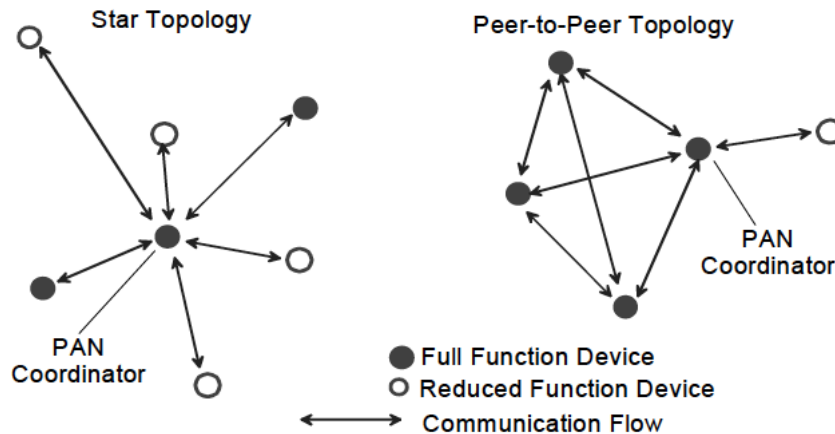 Star Topology
Peer-to-Peer Topology
PAN
Coordinator
PAN
Coordinator
Full Function Device
Reduced Function Device
Communication Flow